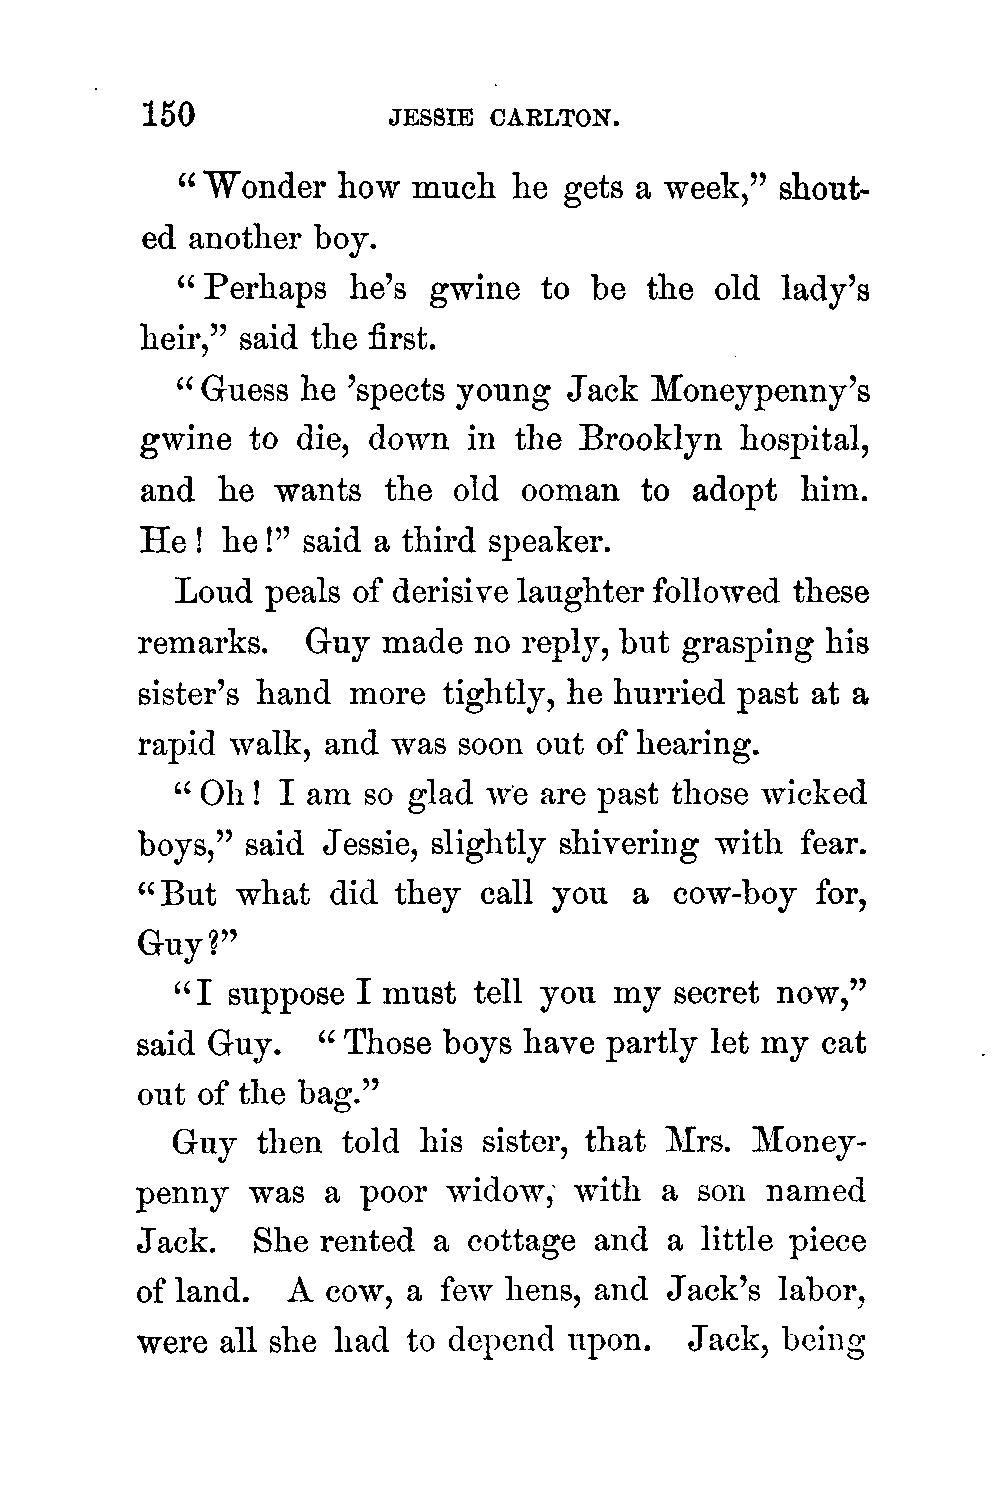 150 JESSIE CARLTON.
“Wonder how much he gets a week,” shout-
ed another boy.
“Perhaps he’s gwine to be the old lady’s
heir,” said the first.
“Guess he ’spects young Jack Moneypenny’s
gwine to die, down in the Brooklyn hospital,
and he wants the old ooman to adopt him.
He! he!” said a third speaker.
Loud peals of derisive laughter followed these
remarks. Guy made no reply, but grasping his
sister’s hand more tightly, he hurried past at a
rapid walk, and was soon out of hearing.
“Oh! I am so glad we are past those wicked
boys,” said Jessie, slightly shivering with fear.
“But what did they call you a cow-boy for,
Guy?”
“I suppose I must tell you my secret now,”
said Guy. “Those boys have partly let my cat
out of the bag.”
Guy then told his sister, that Mrs. Money-
penny was a poor widow, with a son named
Jack. She rented a cottage and a little piece
of land. A cow, a few hens, and Jack’s labor,
were all she had to depend upon. Jack, being